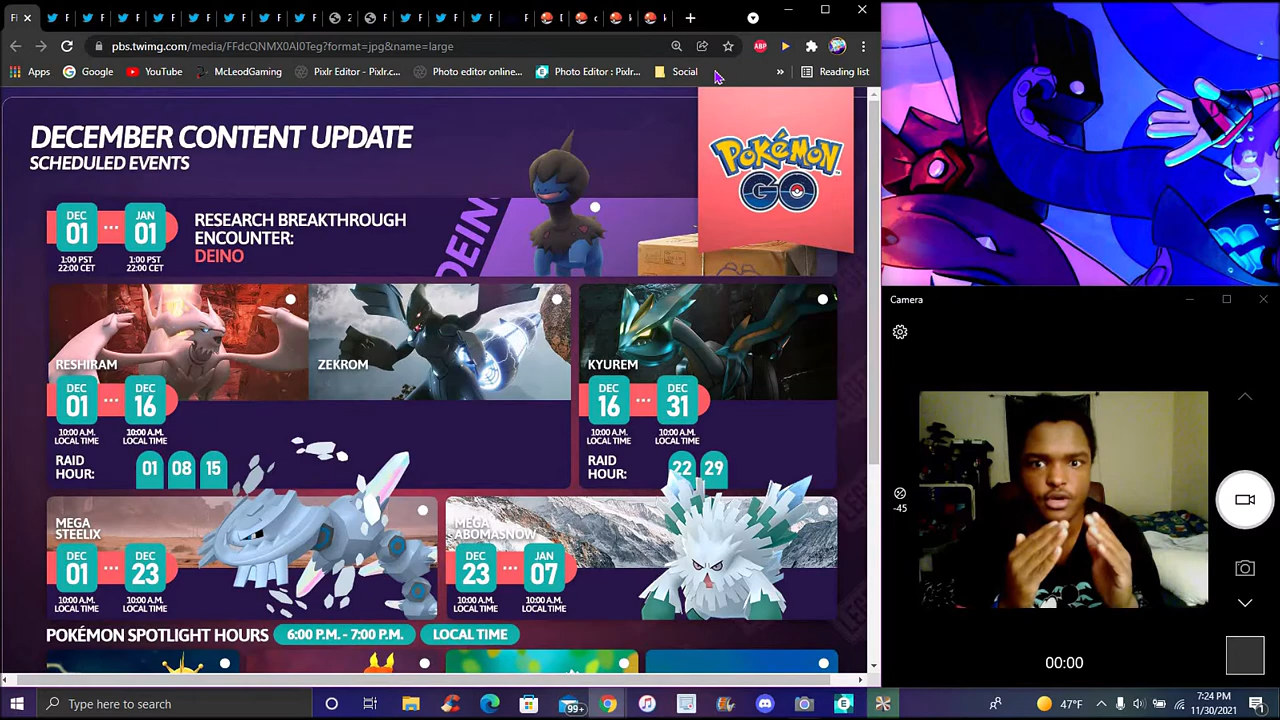 pbs.twimg.com/media/FFdcQNMX0AI0Teg?format=jpg&name=large
ABP
Apps Google YouTube McLeodGaming Pixlr Editor - Pixlr.c... Photo editor online... Photo Editor : Pixlr... Social » Reading list
DECEMBER CONTENT UPDATE
SCHEDULED EVENTS
POKÉMON
GO
DEC 01 ... JAN 01
1:00 PST 1:00 PM PST
22:00 CET 22:00 CET
RESEARCH BREAKTHROUGH
ENCOUNTER:
DEINO
DEIN
RESHIRAM
ZEKROM
KYUREM
DEC 01 ... DEC 16
10:00 A.M. LOCAL TIME 10:00 A.M. LOCAL TIME
RAID HOUR: 01 08 15
DEC 16 ... DEC 31
10:00 A.M. LOCAL TIME 10:00 A.M. LOCAL TIME
RAID HOUR: 22 29
MEGA
STEELIX
DEC 01 ... DEC 23
10:00 A.M. LOCAL TIME 10:00 A.M. LOCAL TIME
MEGA
ABOMASNOW
DEC 23 ... JAN 07
10:00 A.M. LOCAL TIME 10:00 A.M. LOCAL TIME
POKÉMON SPOTLIGHT HOURS 6:00 P.M. - 7:00 P.M. LOCAL TIME
Camera
-45
00:00
Type here to search
99+
47°F
7:24 PM
11/30/2021